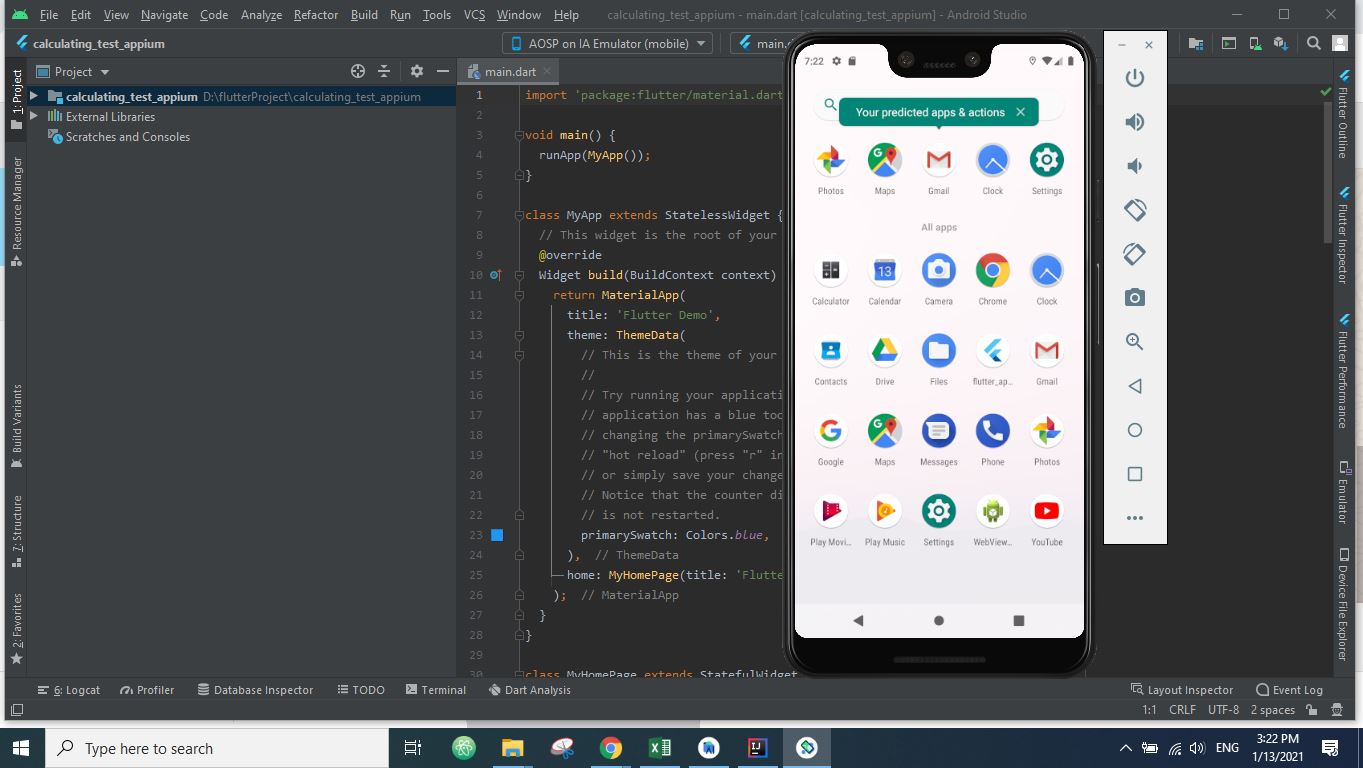 File Edit View Navigate Code Analyze Refactor Build Run Tools VCS Window Help calculating_test_appium - main.dart [calculating_test_appium] - Android Studio
calculating_test_appium
AOSP on IA Emulator (mobile)
main.d
Project
main.dart
calculating_test_appium D:\flutterProject\calculating_test_appium
External Libraries
Scratches and Consoles
1: Project
Resource Manager
Build Variants
7: Structure
2: Favorites
1 import 'package:flutter/material.dart
2
3 void main() {
4 runApp(MyApp());
5 }
6
7 class MyApp extends StatelessWidget {
8 // This widget is the root of your
9 @override
10 Widget build(BuildContext context)
11 return MaterialApp(
12 title: 'Flutter Demo',
13 theme: ThemeData(
14 // This is the theme of your
15 //
16 // Try running your applicati
17 // application has a blue too
18 // changing the primarySwatch
19 // "hot reload" (press "r" in
20 // or simply save your change
21 // Notice that the counter di
22 // is not restarted.
23 primarySwatch: Colors.blue,
24 ), // ThemeData
25 home: MyHomePage(title: 'Flutte
26 ); // MaterialApp
27 }
28 }
29
30 class MyHomePage extends StatefulWidget
7:22
Your predicted apps & actions
Photos Maps Gmail Clock Settings
All apps
13
Calculator Calendar Camera Chrome Clock
Contacts Drive Files flutter_ap... Gmail
Google Maps Messages Phone Photos
Play Movi... Play Music Settings WebView... YouTube
Flutter Outline
Flutter Inspector
Flutter Performance
Emulator
Device File Explorer
6: Logcat Profiler Database Inspector TODO Terminal Dart Analysis Layout Inspector Event Log
1:1 CRLF UTF-8 2 spaces
Type here to search
ENG
3:22 PM
1/13/2021